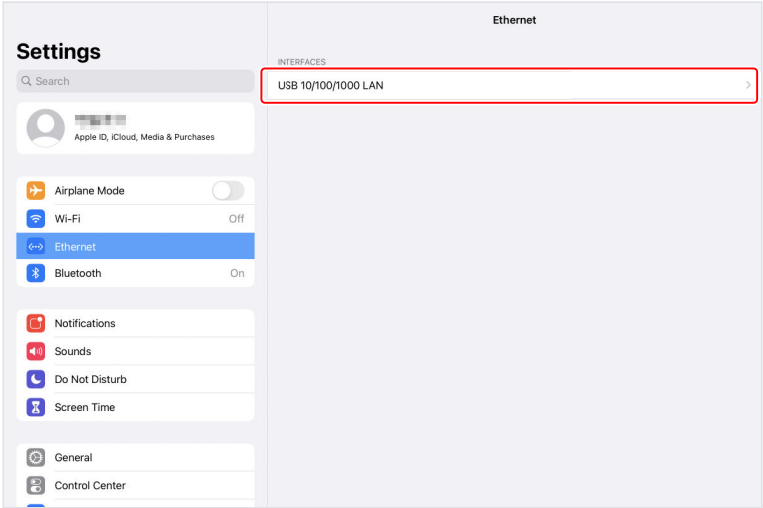 Settings
Search
Apple ID, iCloud, Media & Purchases
Airplane Mode
Wi-Fi Off
Ethernet
Bluetooth On
Notifications
Sounds
Do Not Disturb
Screen Time
General
Control Center
Ethernet
INTERFACES
USB 10/100/1000 LAN